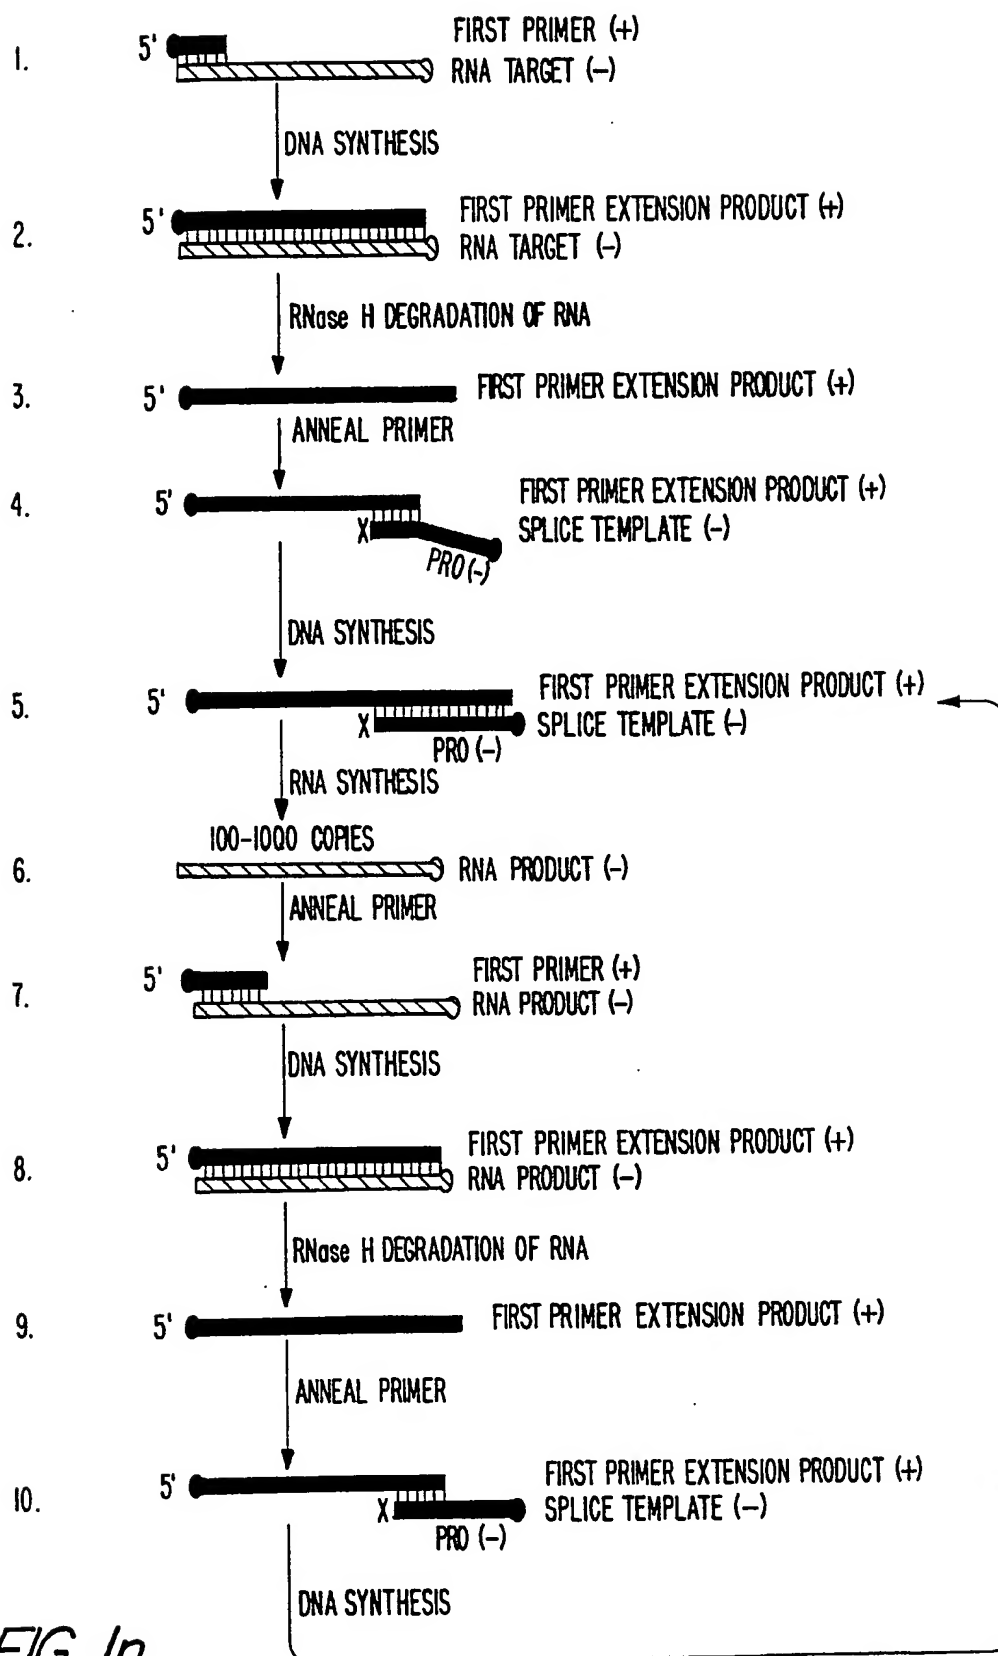 1.
5'
FIRST PRIMER (+)
RNA TARGET (-)
DNA SYNTHESIS
2.
5'
FIRST PRIMER EXTENSION PRODUCT (+)
RNA TARGET (-)
RNase H DEGRADATION OF RNA
3.
5'
FIRST PRIMER EXTENSION PRODUCT (+)
ANNEAL PRIMER
4.
5'
FIRST PRIMER EXTENSION PRODUCT (+)
X
SPLICE TEMPLATE (-)
PRO (-)
DNA SYNTHESIS
5.
5'
FIRST PRIMER EXTENSION PRODUCT (+)
X
SPLICE TEMPLATE (-)
PRO (-)
RNA SYNTHESIS
100-1000 COPIES
6.
RNA PRODUCT (-)
ANNEAL PRIMER
7.
5'
FIRST PRIMER (+)
RNA PRODUCT (-)
DNA SYNTHESIS
8.
5'
FIRST PRIMER EXTENSION PRODUCT (+)
RNA PRODUCT (-)
RNase H DEGRADATION OF RNA
9.
5'
FIRST PRIMER EXTENSION PRODUCT (+)
ANNEAL PRIMER
10.
5'
FIRST PRIMER EXTENSION PRODUCT (+)
X
SPLICE TEMPLATE (-)
PRO (-)
DNA SYNTHESIS
FIG.